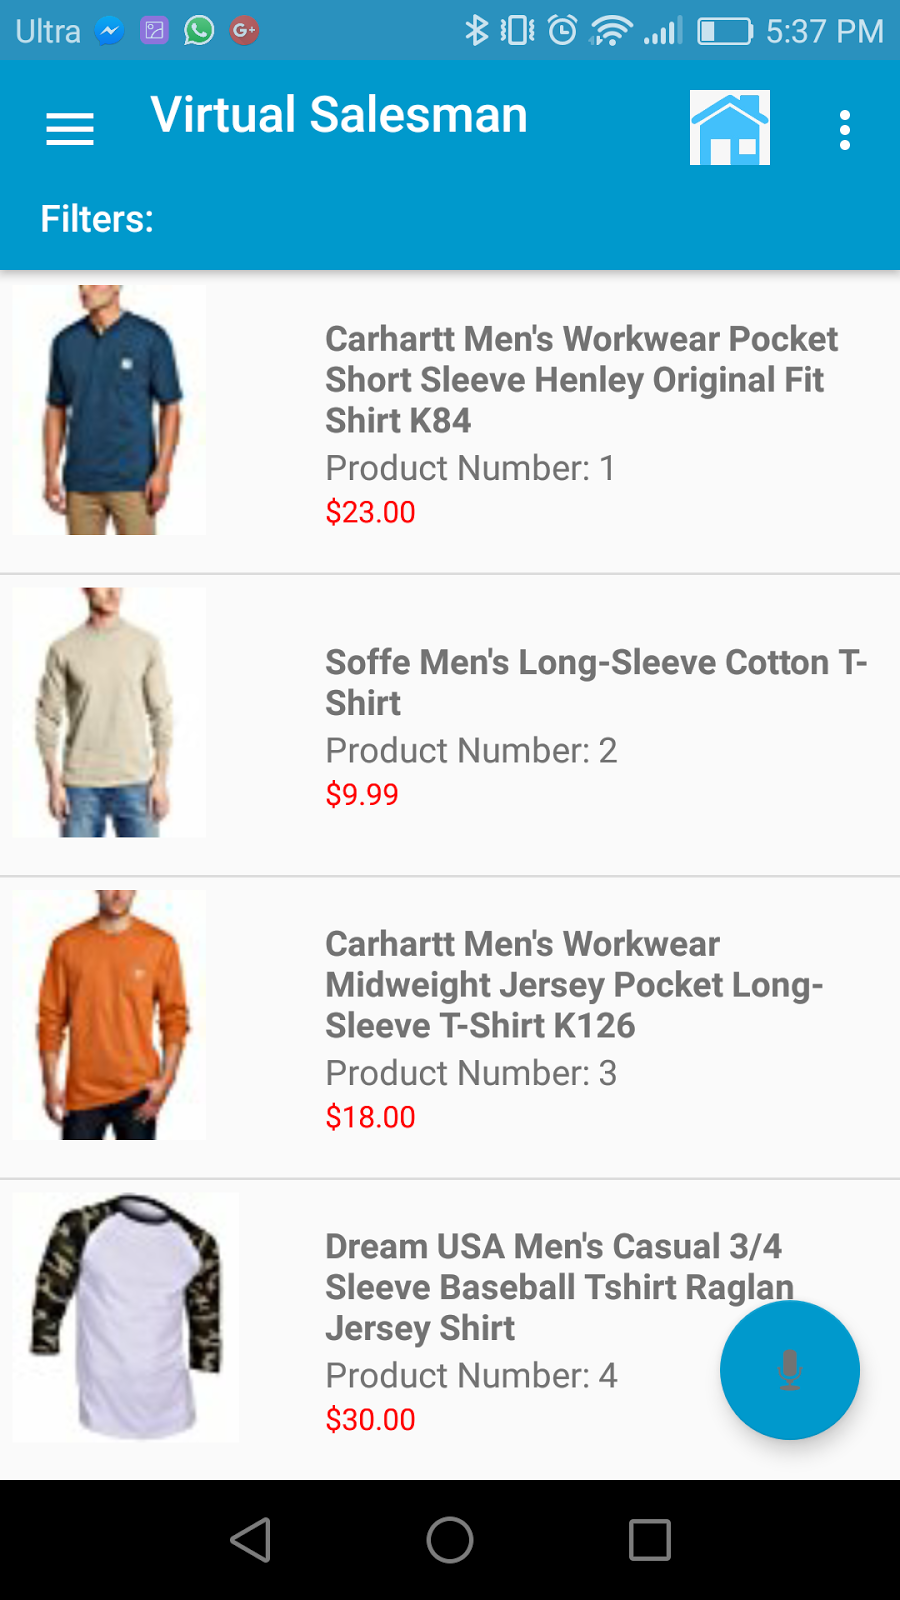 Ultra G+ 5:37 PM
Virtual Salesman
Filters:
Carhartt Men's Workwear Pocket
Short Sleeve Henley Original Fit
Shirt K84
Product Number: 1
$23.00
Soffe Men's Long-Sleeve Cotton T-
Shirt
Product Number: 2
$9.99
Carhartt Men's Workwear
Midweight Jersey Pocket Long-
Sleeve T-Shirt K126
Product Number: 3
$18.00
Dream USA Men's Casual 3/4
Sleeve Baseball Tshirt Raglan
Jersey Shirt
Product Number: 4
$30.00